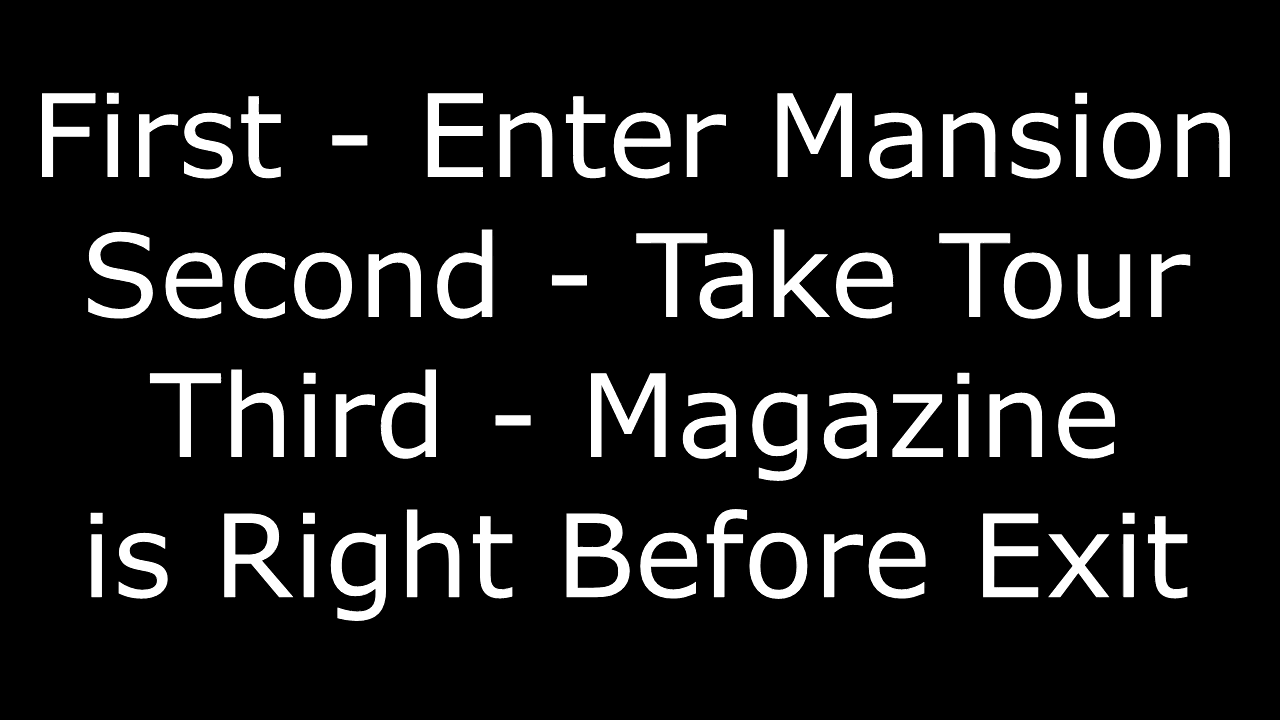 First - Enter Mansion
Second - Take Tour
Third - Magazine
is Right Before Exit